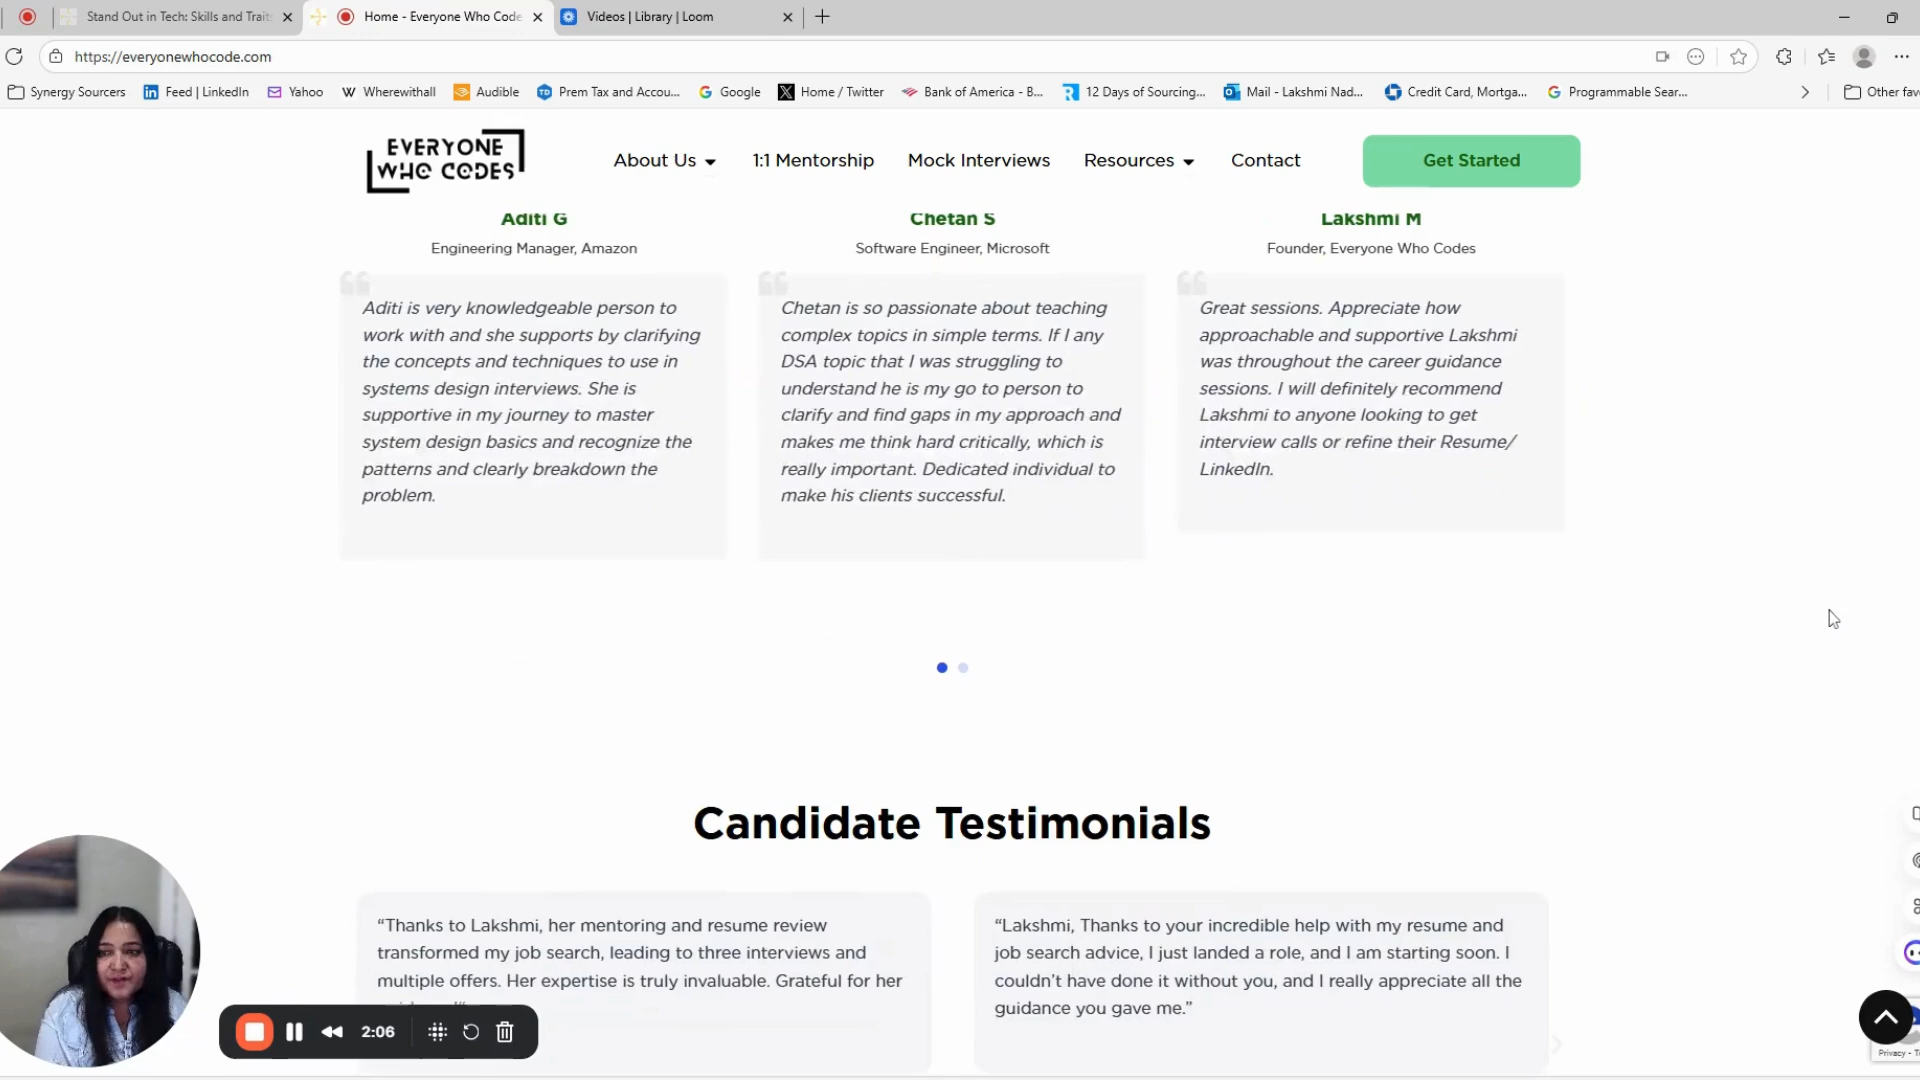 Stand Out in Tech: Skills and Trait
Home - Everyone Who Code
Videos | Library | Loom
https://everyonewhocode.com
Synergy Sourcers
Feed | LinkedIn
Yahoo
Wherewithall
Audible
Prem Tax and Accou...
Google
Home / Twitter
Bank of America - B...
12 Days of Sourcing...
Mail - Lakshmi Nad...
Credit Card, Mortga...
Programmable Sear...
Other fav
EVERYONE
WHO CODES
About Us
1:1 Mentorship
Mock Interviews
Resources
Contact
Get Started
Aditi G
Engineering Manager, Amazon
Aditi is very knowledgeable person to
work with and she supports by clarifying
the concepts and techniques to use in
systems design interviews. She is
supportive in my journey to master
system design basics and recognize the
patterns and clearly breakdown the
problem.
Chetan S
Software Engineer, Microsoft
Chetan is so passionate about teaching
complex topics in simple terms. If I any
DSA topic that I was struggling to
understand he is my go to person to
clarify and find gaps in my approach and
makes me think hard critically, which is
really important. Dedicated individual to
make his clients successful.
Lakshmi M
Founder, Everyone Who Codes
Great sessions. Appreciate how
approachable and supportive Lakshmi
was throughout the career guidance
sessions. I will definitely recommend
Lakshmi to anyone looking to get
interview calls or refine their Resume/
LinkedIn.
Candidate Testimonials
“Thanks to Lakshmi, her mentoring and resume review
transformed my job search, leading to three interviews and
multiple offers. Her expertise is truly invaluable. Grateful for her
“Lakshmi, Thanks to your incredible help with my resume and
job search advice, I just landed a role, and I am starting soon. I
couldn’t have done it without you, and I really appreciate all the
guidance you gave me.”
2:06
Privacy - T